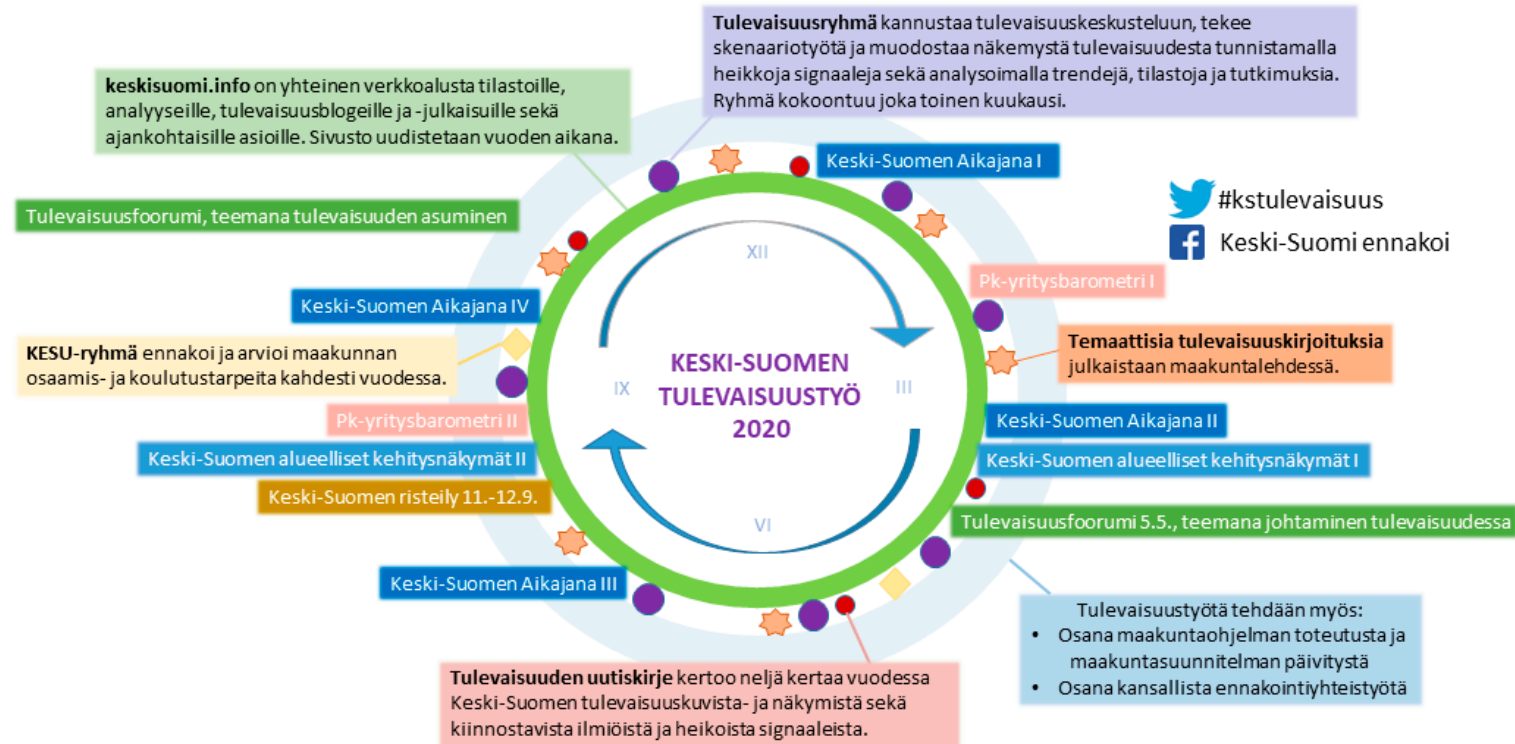 Tulevaisuusryhmä kannustaa tulevaisuuskeskusteluun, tekee
skenaariotyötä ja muodostaa näkemystä tulevaisuudesta tunnistamalla
heikkoja signaaleja sekä analysoimalla trendejä, tilastoja ja tutkimuksia.
Ryhmä kokoontuu joka toinen kuukausi.
keskisuomi.info on yhteinen verkkoalusta tilastoille,
analyyseille, tulevaisuusblogeille ja -julkaisuille sekä
ajankohtaisille asioille. Sivusto uudistetaan vuoden aikana.
Keski-Suomen Aikajana I
#kstulevaisuus
Keski-Suomi ennakoi
Tulevaisuusfoorumi, teemana tulevaisuuden asuminen
XII
Pk-yritysbarometri I
Keski-Suomen Aikajana IV
KESU-ryhmä ennakoi ja arvioi maakunnan
osaamis- ja koulutustarpeita kahdesti vuodessa.
Temaattisia tulevaisuuskirjoituksia
julkaistaan maakuntalehdessä.
KESKI-SUOMEN
TULEVAISUUSTYÖ
2020
IX
III
Pk-yritysbarometri II
Keski-Suomen Aikajana II
Keski-Suomen alueelliset kehitysnäkymät II
Keski-Suomen alueelliset kehitysnäkymät I
Keski-Suomen risteily 11.-12.9.
VI
Tulevaisuusfoorumi 5.5., teemana johtaminen tulevaisuudessa
Keski-Suomen Aikajana III
Tulevaisuustyötä tehdään myös:
• Osana maakuntaohjelman toteutusta ja
maakuntasuunnitelman päivitystä
• Osana kansallista ennakointiyhteistyötä
Tulevaisuuden uutiskirje kertoo neljä kertaa vuodessa
Keski-Suomen tulevaisuuskuvista- ja näkymistä sekä
kiinnostavista ilmiöistä ja heikoista signaaleista.